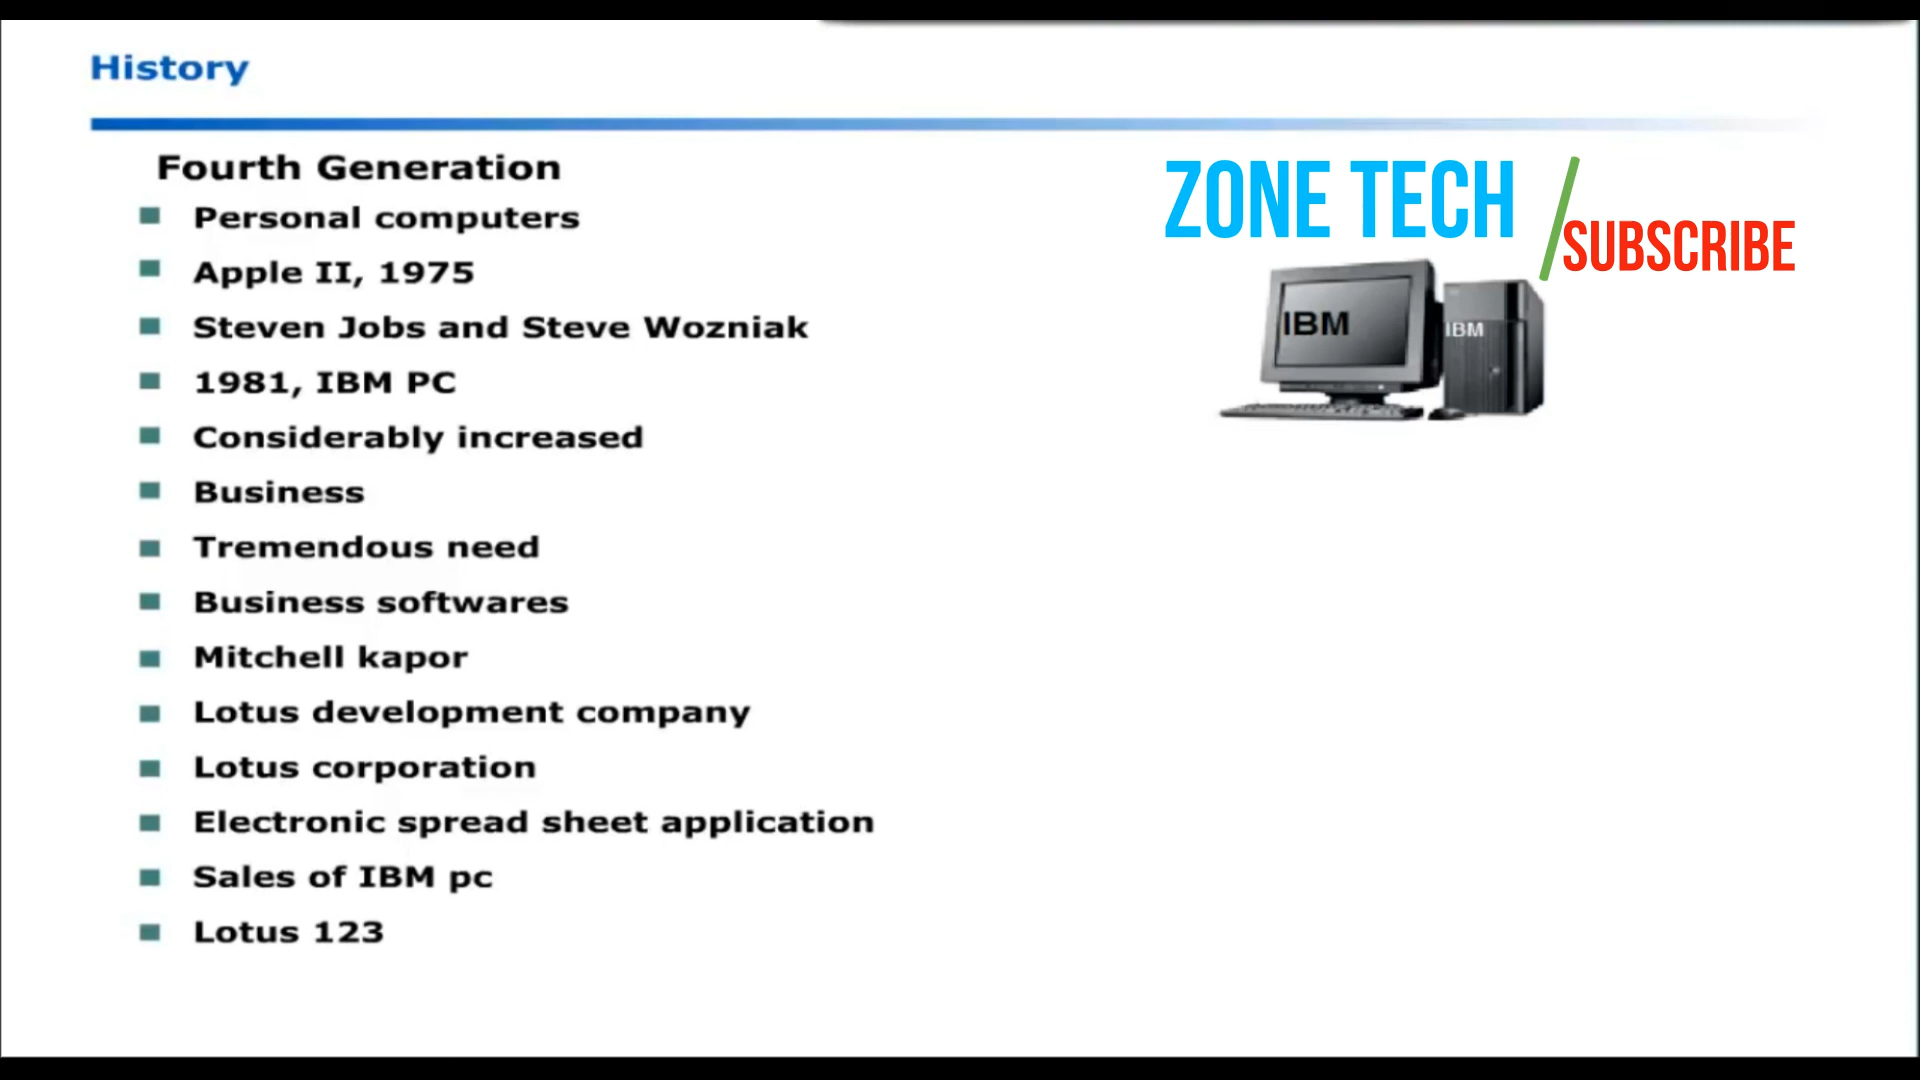 History
Fourth Generation
Personal computers
Apple II, 1975
Steven Jobs and Steve Wozniak
1981, IBM PC
Considerably increased
Business
Tremendous need
Business softwares
Mitchell kapor
Lotus development company
Lotus corporation
Electronic spread sheet application
Sales of IBM pc
Lotus 123
ZONE TECH
SUBSCRIBE
IBM
IBM